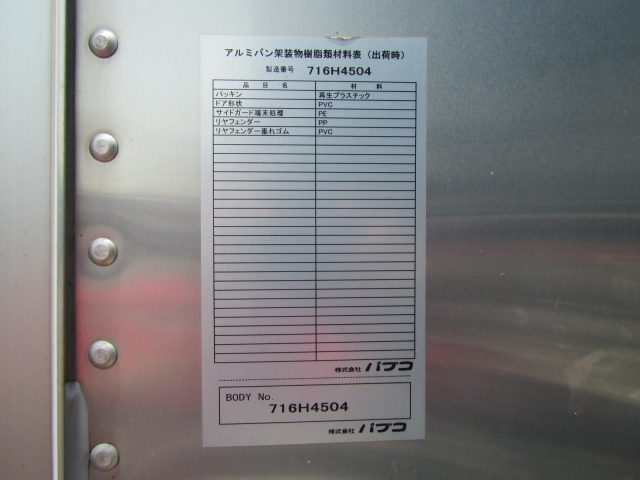 アルミバン架装物樹脂類材料表（出荷時）
製造番号 716H4504
品目名 材料
パッキン 再生プラスチック
ドア形状 PVC
サイドガード端末処理 PE
リヤフェンダー PP
リヤフェンダー垂れゴム PVC
株式会社 パブコ
BODY No.
716H4504
株式会社 パブコ